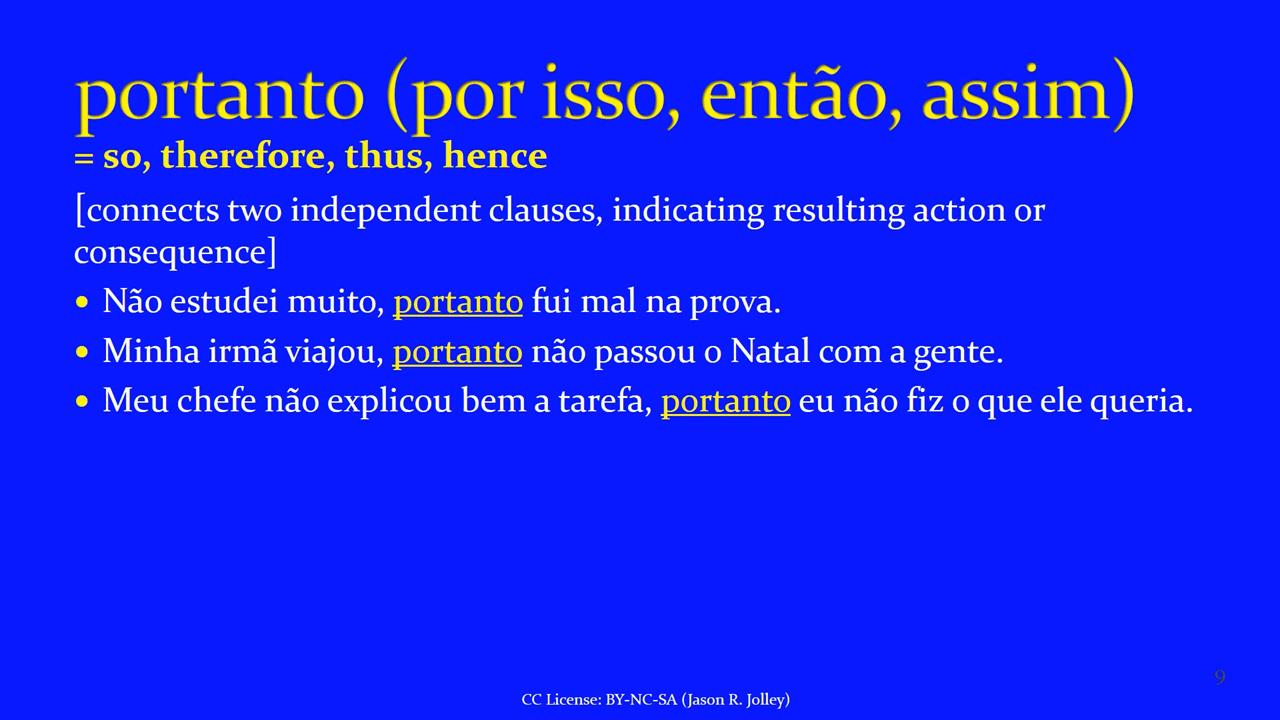 portanto (por isso, então, assim)
= so, therefore, thus, hence
[connects two independent clauses, indicating resulting action or
consequence]
• Não estudei muito, portanto fui mal na prova.
• Minha irmã viajou, portanto não passou o Natal com a gente.
• Meu chefe não explicou bem a tarefa, portanto eu não fiz o que ele queria.
9
CC License: BY-NC-SA (Jason R. Jolley)